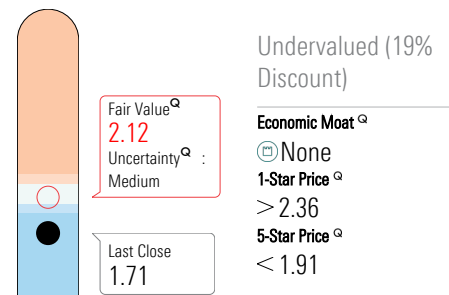 Fair Value Q
2.12
Uncertainty Q :
Medium
Last Close
1.71
Undervalued (19%
Discount)
Economic Moat Q
None
1-Star Price Q
>2.36
5-Star Price Q
<1.91